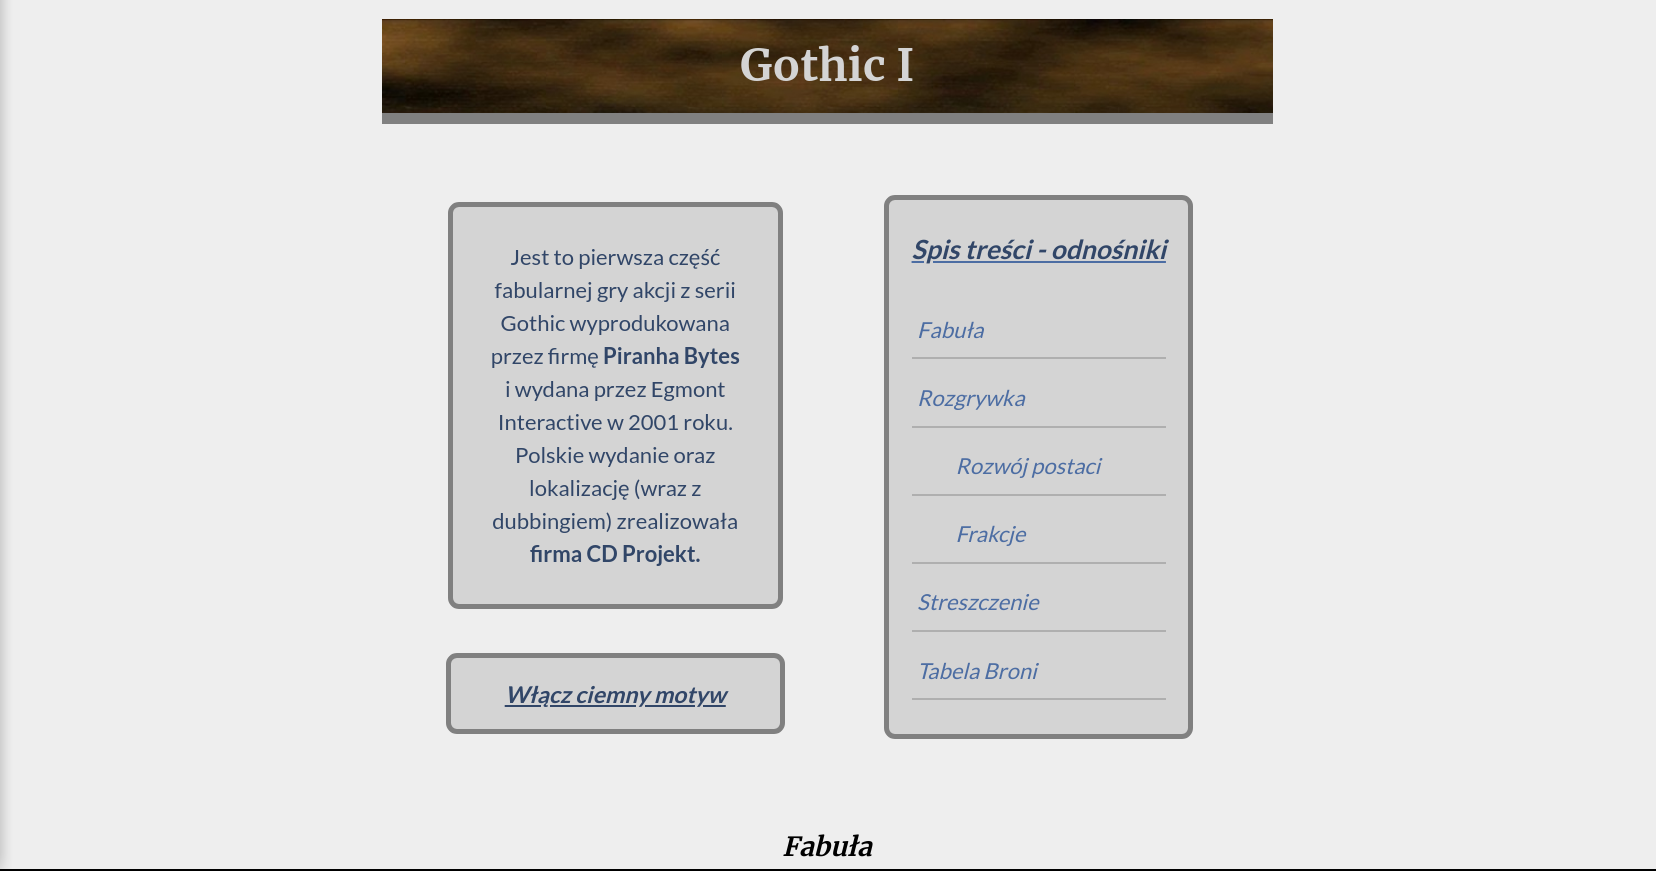 Gothic I
Jest to pierwsza część
fabularnej gry akcji z serii
Gothic wyprodukowana
przez firmę Piranha Bytes
i wydana przez Egmont
Interactive w 2001 roku.
Polskie wydanie oraz
lokalizację (wraz z
dubbingiem) zrealizowała
firma CD Projekt.
Włącz ciemny motyw
Spis treści - odnośniki
Fabuła
Rozgrywka
Rozwój postaci
Frakcje
Streszczenie
Tabela Broni
Fabuła